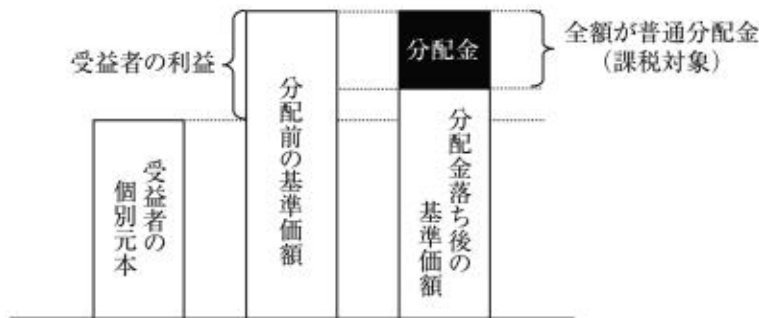 受益者の利益
分配金
全額が普通分配金
（課税対象）
受益者の
個別元本
分配前の基準価額
分配金落ち後の
基準価額